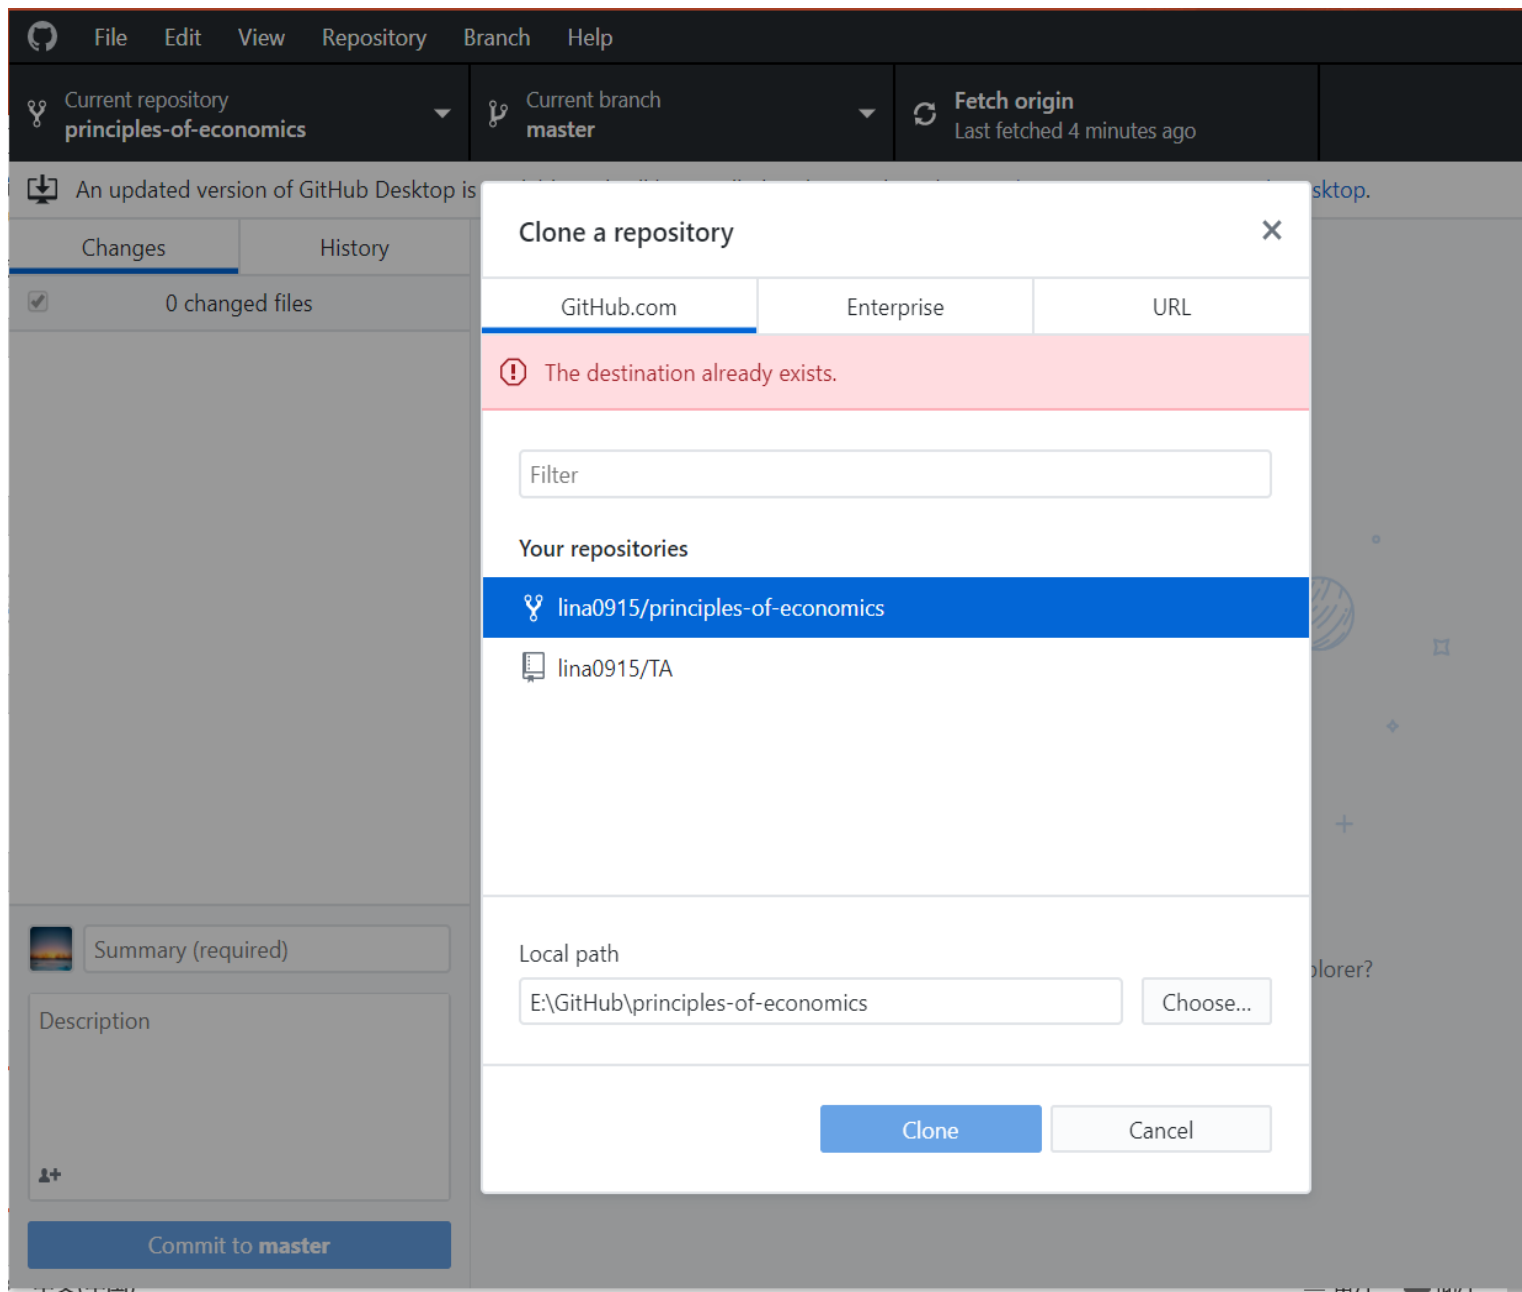 File Edit View Repository Branch Help
Current repository
principles-of-economics
Current branch
master
Fetch origin
Last fetched 4 minutes ago
An updated version of GitHub Desktop is
sktop.
Changes
History
0 changed files
Clone a repository
GitHub.com
Enterprise
URL
The destination already exists.
Filter
Your repositories
lina0915/principles-of-economics
lina0915/TA
Local path
E:\GitHub\principles-of-economics
Choose...
Clone
Cancel
plorer?
Summary (required)
Description
Commit to master